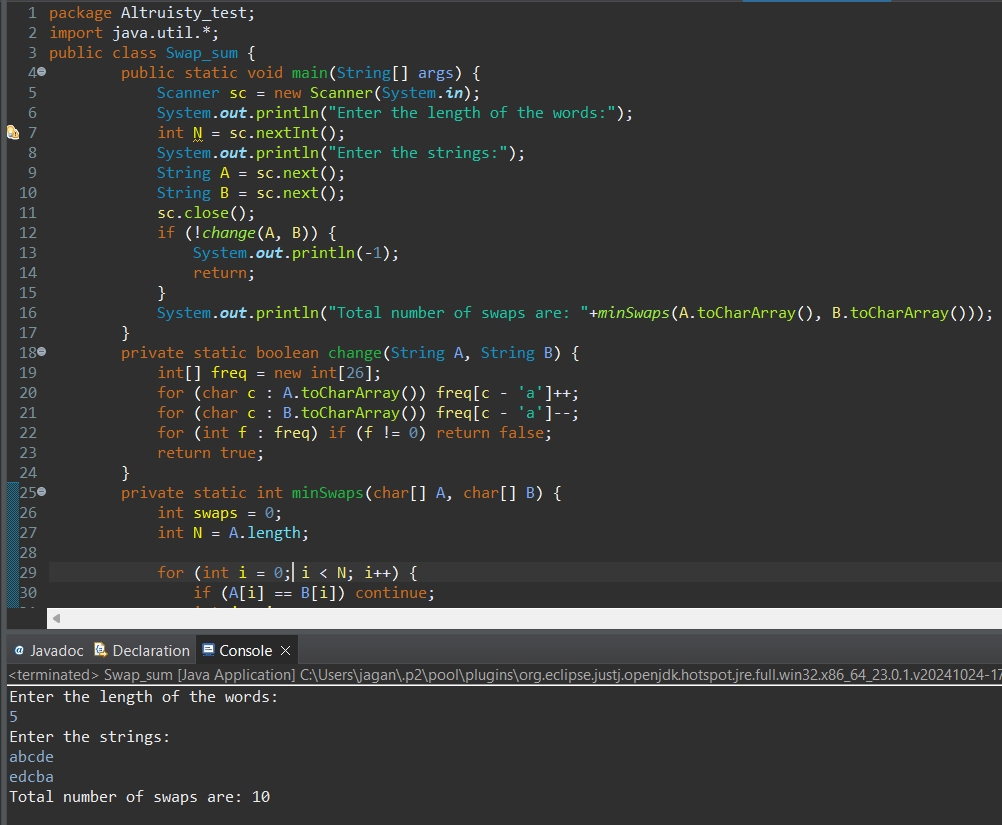 1 package Altruisty_test;
2 import java.util.*;
3 public class Swap_sum {
4 public static void main(String[] args) {
5 Scanner sc = new Scanner(System.in);
6 System.out.println("Enter the length of the words:");
7 int N = sc.nextInt();
8 System.out.println("Enter the strings:");
9 String A = sc.next();
10 String B = sc.next();
11 sc.close();
12 if (!change(A, B)) {
13 System.out.println(-1);
14 return;
15 }
16 System.out.println("Total number of swaps are: "+minSwaps(A.toCharArray(), B.toCharArray()));
17 }
18 private static boolean change(String A, String B) {
19 int[] freq = new int[26];
20 for (char c : A.toCharArray()) freq[c - 'a']++;
21 for (char c : B.toCharArray()) freq[c - 'a']--;
22 for (int f : freq) if (f != 0) return false;
23 return true;
24 }
25 private static int minSwaps(char[] A, char[] B) {
26 int swaps = 0;
27 int N = A.length;
28
29 for (int i = 0; i < N; i++) {
30 if (A[i] == B[i]) continue;
@ Javadoc Declaration Console
<terminated> Swap_sum [Java Application] C:\Users\jagan\.p2\pool\plugins\org.eclipse.justj.openjdk.hotspot.jre.full.win32.x86_64_23.0.1.v20241024-17
Enter the length of the words:
5
Enter the strings:
abcde
edcba
Total number of swaps are: 10